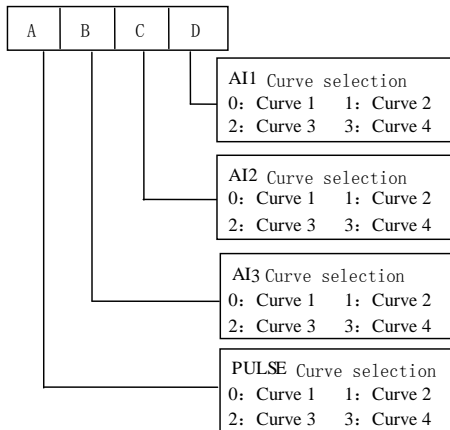 A B C D
AI1 Curve selection
0: Curve 1 1: Curve 2
2: Curve 3 3: Curve 4
AI2 Curve selection
0: Curve 1 1: Curve 2
2: Curve 3 3: Curve 4
AI3 Curve selection
0: Curve 1 1: Curve 2
2: Curve 3 3: Curve 4
PULSE Curve selection
0: Curve 1 1: Curve 2
2: Curve 3 3: Curve 4